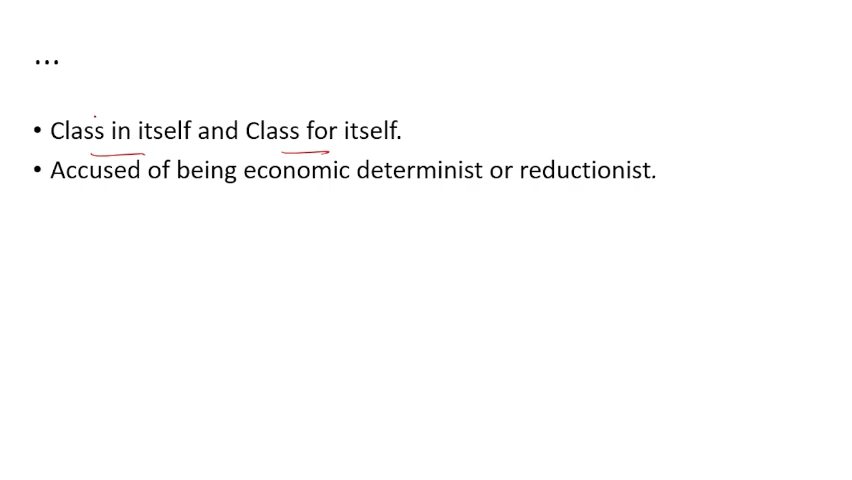 ...
• Class in itself and Class for itself.
• Accused of being economic determinist or reductionist.